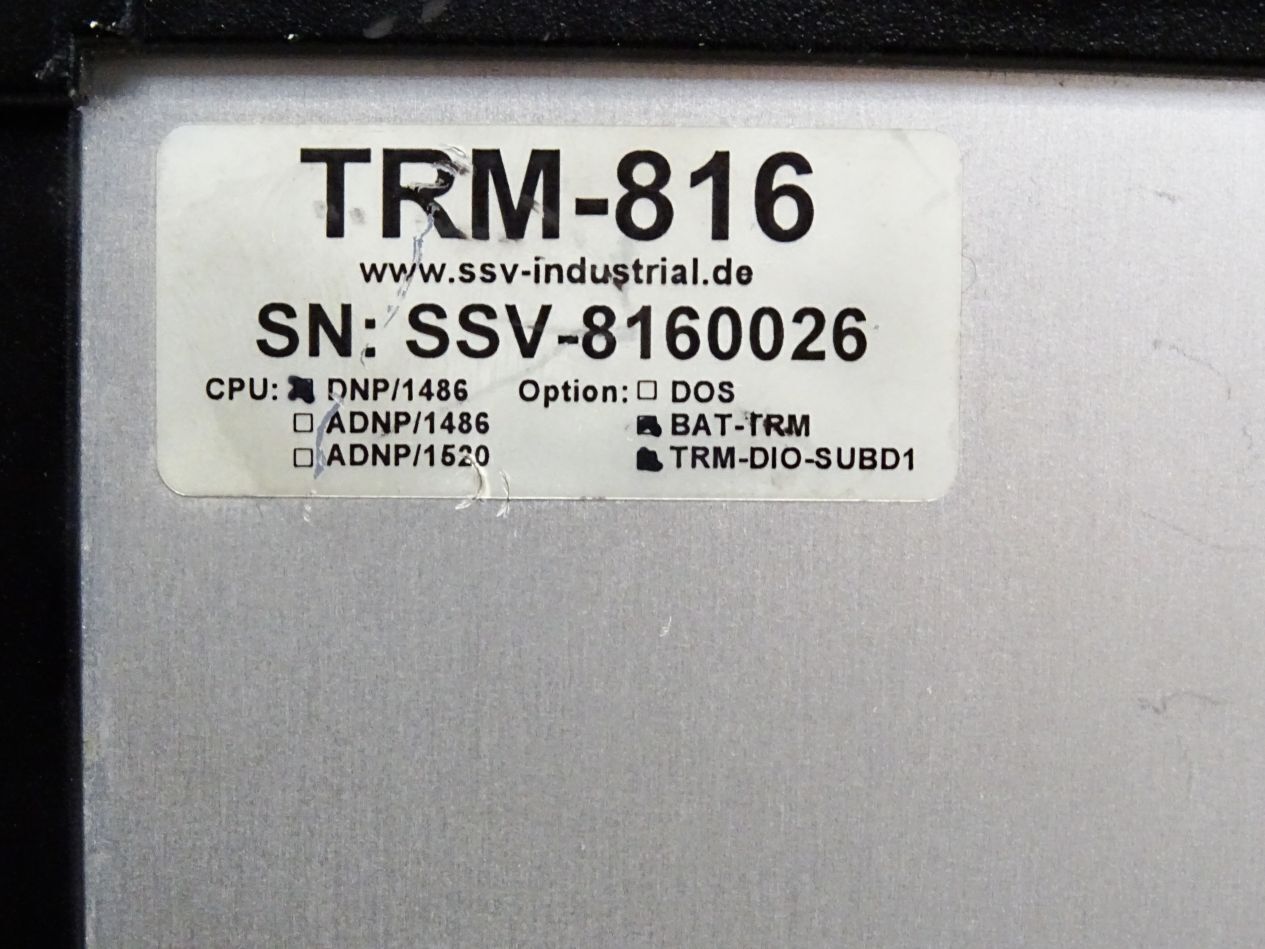 TRM-816
www.ssv-industrial.de
SN: SSV-8160026
CPU: DNP/1486 Option: DOS
ADNP/1486 BAT-TRM
ADNP/1520 TRM-DIO-SUBD1